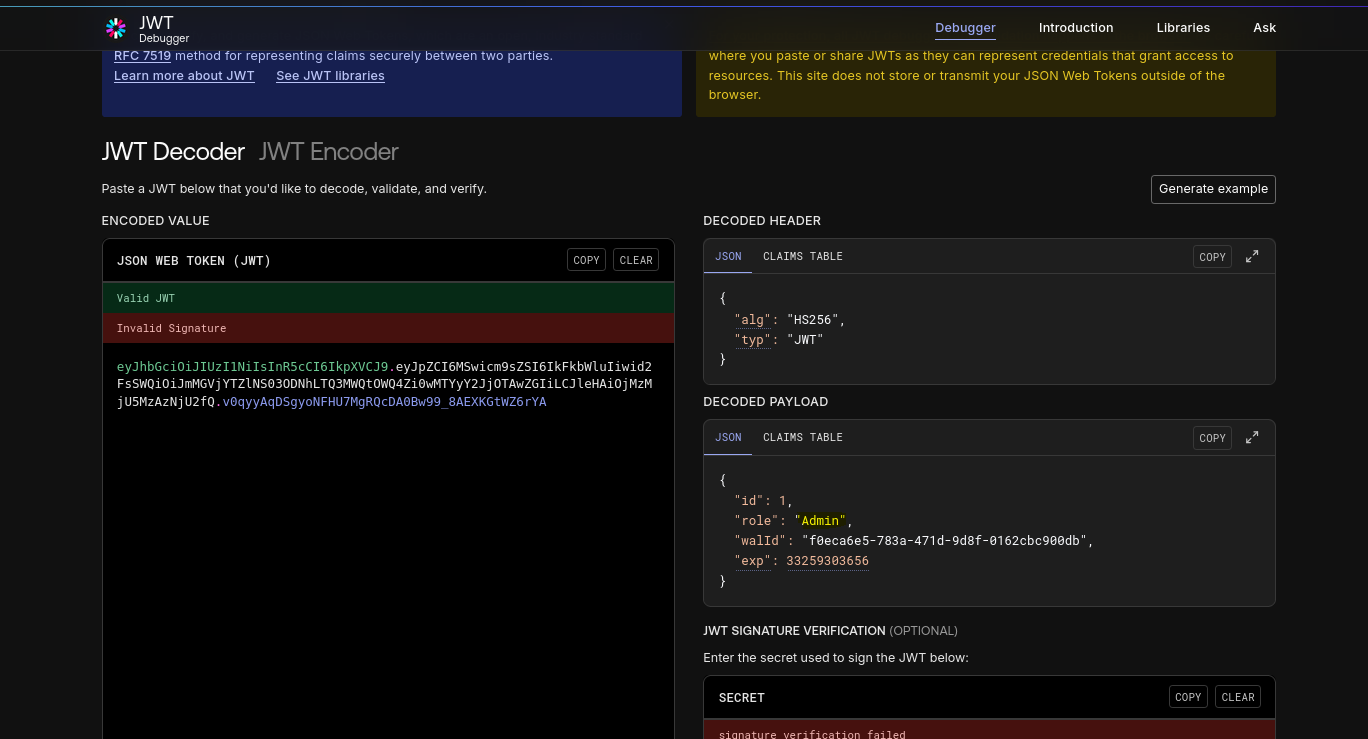 JWT
Debugger
Debugger Introduction Libraries Ask
RFC 7519 method for representing claims securely between two parties.
Learn more about JWT See JWT libraries
where you paste or share JWTs as they can represent credentials that grant access to
resources. This site does not store or transmit your JSON Web Tokens outside of the
browser.
JWT Decoder JWT Encoder
Paste a JWT below that you'd like to decode, validate, and verify.
Generate example
ENCODED VALUE
JSON WEB TOKEN (JWT)
COPY CLEAR
Valid JWT
Invalid Signature
eyJhbGciOiJIUzI1NiIsInR5cCI6IkpXVCJ9.eyJpZCI6MSwicm9sZSI6IkFkbWluIiwid2
FsSWQiOiJmMGVjYTZlNS03ODNhLTQ3MWQtOWQ4Zi0wMTYyY2JjOTAwZGIiLCJleHAiOjMzM
jU5MzAzNjU2fQ.v0qyyAqDSgyoNFHU7MgRQcDA0Bw99_8AEXKGtWZ6rYA
DECODED HEADER
JSON CLAIMS TABLE
COPY
{
"alg": "HS256",
"typ": "JWT"
}
DECODED PAYLOAD
JSON CLAIMS TABLE
COPY
{
"id": 1,
"role": "Admin",
"walId": "f0eca6e5-783a-471d-9d8f-0162cbc900db",
"exp": 33259303656
}
JWT SIGNATURE VERIFICATION (OPTIONAL)
Enter the secret used to sign the JWT below:
SECRET
COPY CLEAR
signature verification failed